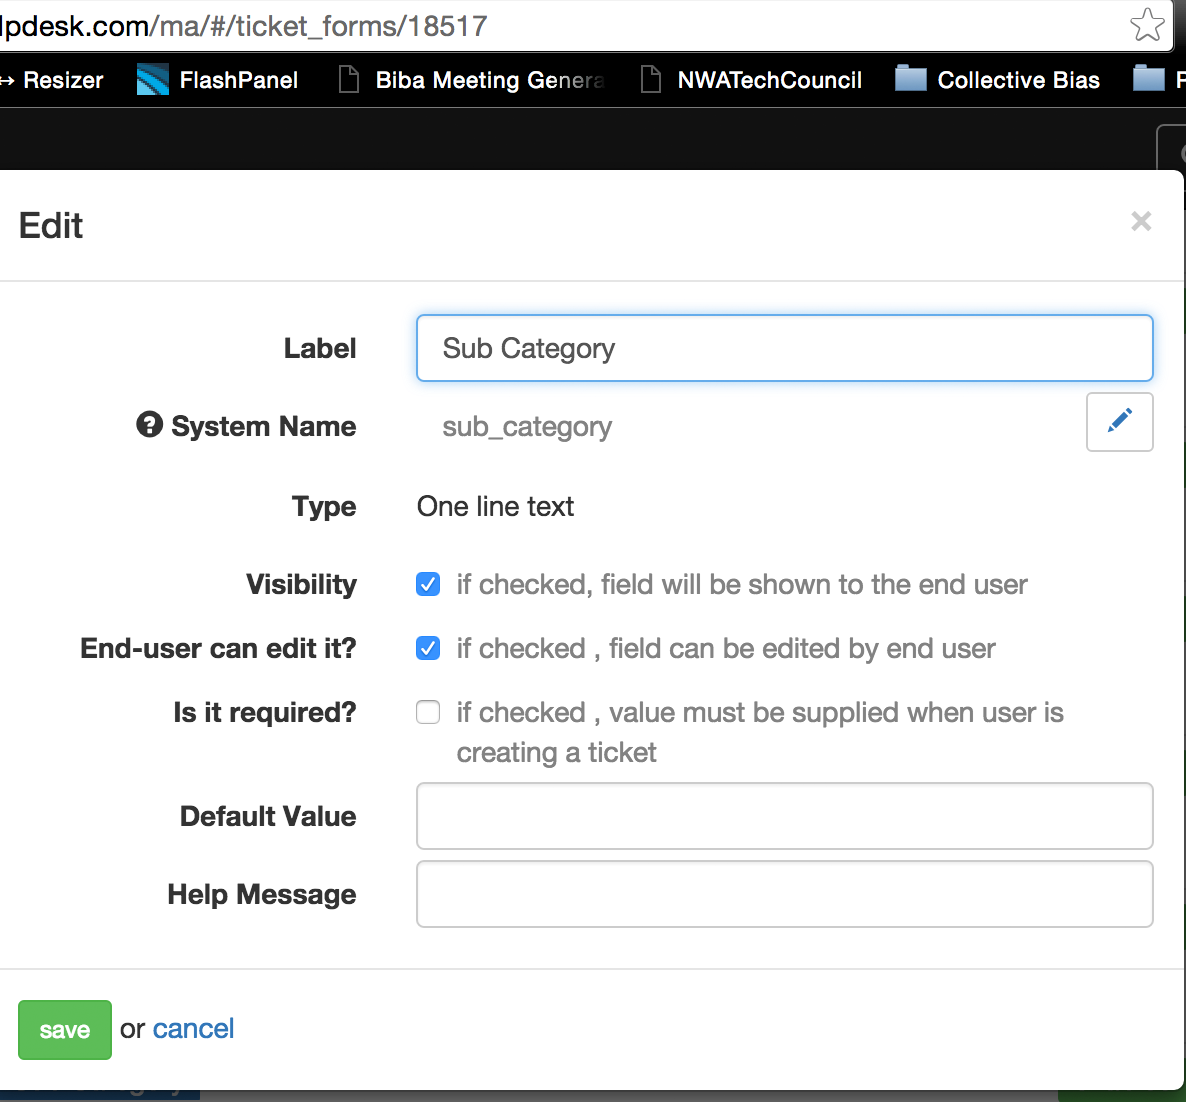 lpdesk.com/ma/#/ticket_forms/18517
↔ Resizer FlashPanel Biba Meeting Genera NWATechCouncil Collective Bias
Edit ×
Label Sub Category
? System Name sub_category
Type One line text
Visibility if checked, field will be shown to the end user
End-user can edit it? if checked , field can be edited by end user
Is it required? if checked , value must be supplied when user is
creating a ticket
Default Value
Help Message
save or cancel